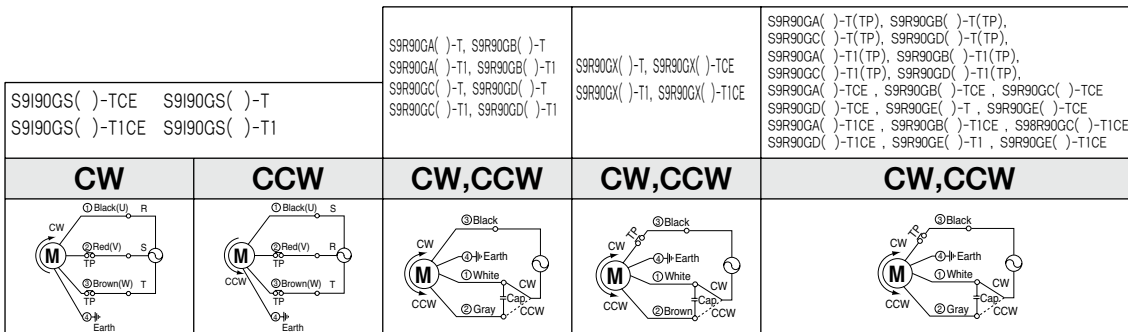 S9I90GS( )-TCE S9I90GS( )-T
S9I90GS( )-T1CE S9I90GS( )-T1
S9R90GA( )-T, S9R90GB( )-T
S9R90GA( )-T1, S9R90GB( )-T1
S9R90GC( )-T, S9R90GD( )-T
S9R90GC( )-T1, S9R90GD( )-T1
S9R90GX( )-T, S9R90GX( )-TCE
S9R90GX( )-T1, S9R90GX( )-T1CE
S9R90GA( )-T(TP), S9R90GB( )-T(TP),
S9R90GC( )-T(TP), S9R90GD( )-T(TP),
S9R90GA( )-T1(TP), S9R90GB( )-T1(TP),
S9R90GC( )-T1(TP), S9R90GD( )-T1(TP),
S9R90GA( )-TCE , S9R90GB( )-TCE , S9R90GC( )-TCE
S9R90GD( )-TCE , S9R90GE( )-T , S9R90GE( )-TCE
S9R90GA( )-T1CE , S9R90GB( )-T1CE , S98R90GC( )-T1CE
S9R90GD( )-T1CE , S9R90GE( )-T1 , S9R90GE( )-T1CE
CW CCW CW,CCW CW,CCW CW,CCW
①Black(U) R
CW
M
②Red(V) S
TP
③Brown(W) T
TP
④
Earth
①Black(U) S
M
②Red(V) R
TP
CCW
③Brown(W) T
TP
④
Earth
③Black
CW
④ Earth
M
①White CW
CCW
Cap.
②Gray CCW
③Black
TP
CW
④ Earth
M
①White CW
CCW
Cap.
②Brown CCW
③Black
TP
CW
④ Earth
M
①White CW
CCW
Cap.
②Gray CCW